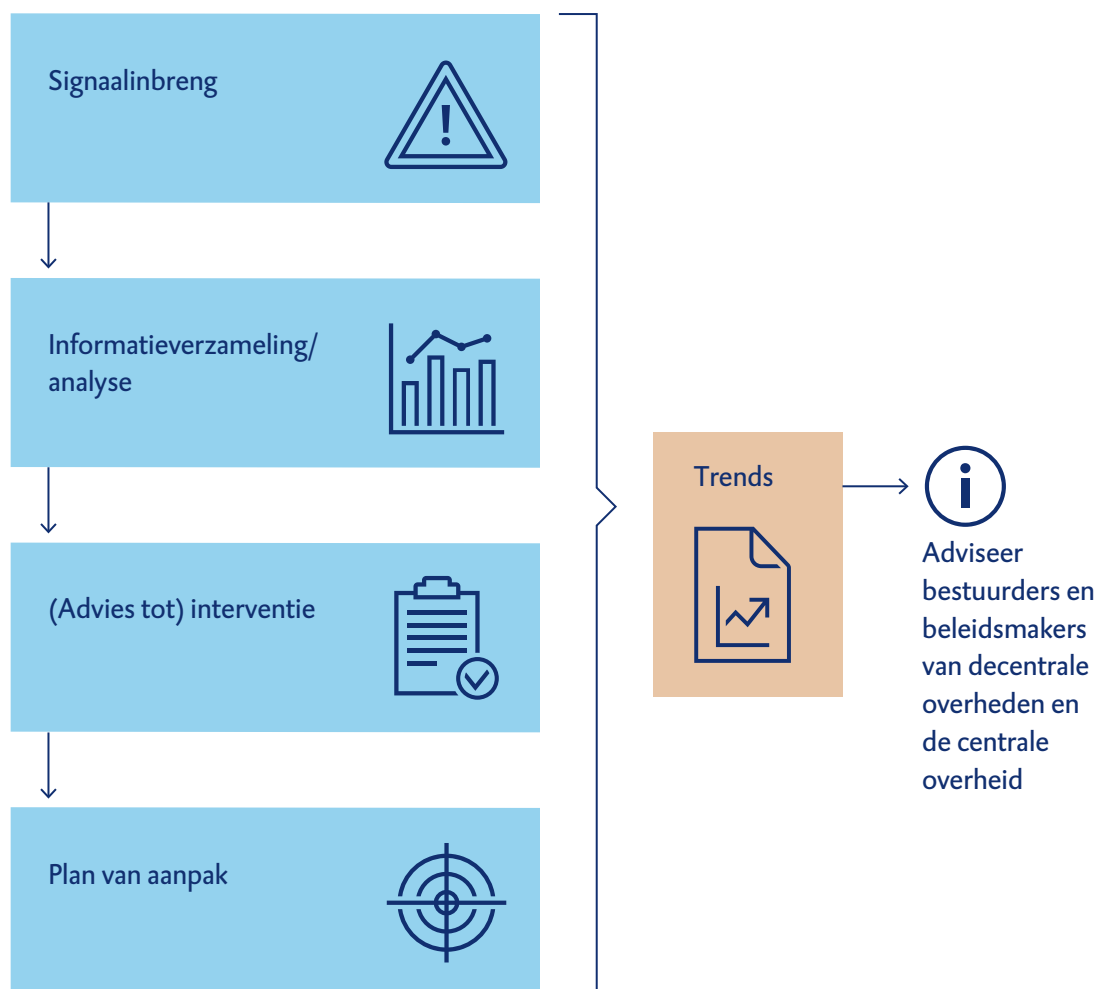 Signaalinbreng
Informatieverzameling/
analyse
(Advies tot) interventie
Plan van aanpak
Trends
Adviseer
bestuurders en
beleidsmakers
van decentrale
overheden en
de centrale
overheid